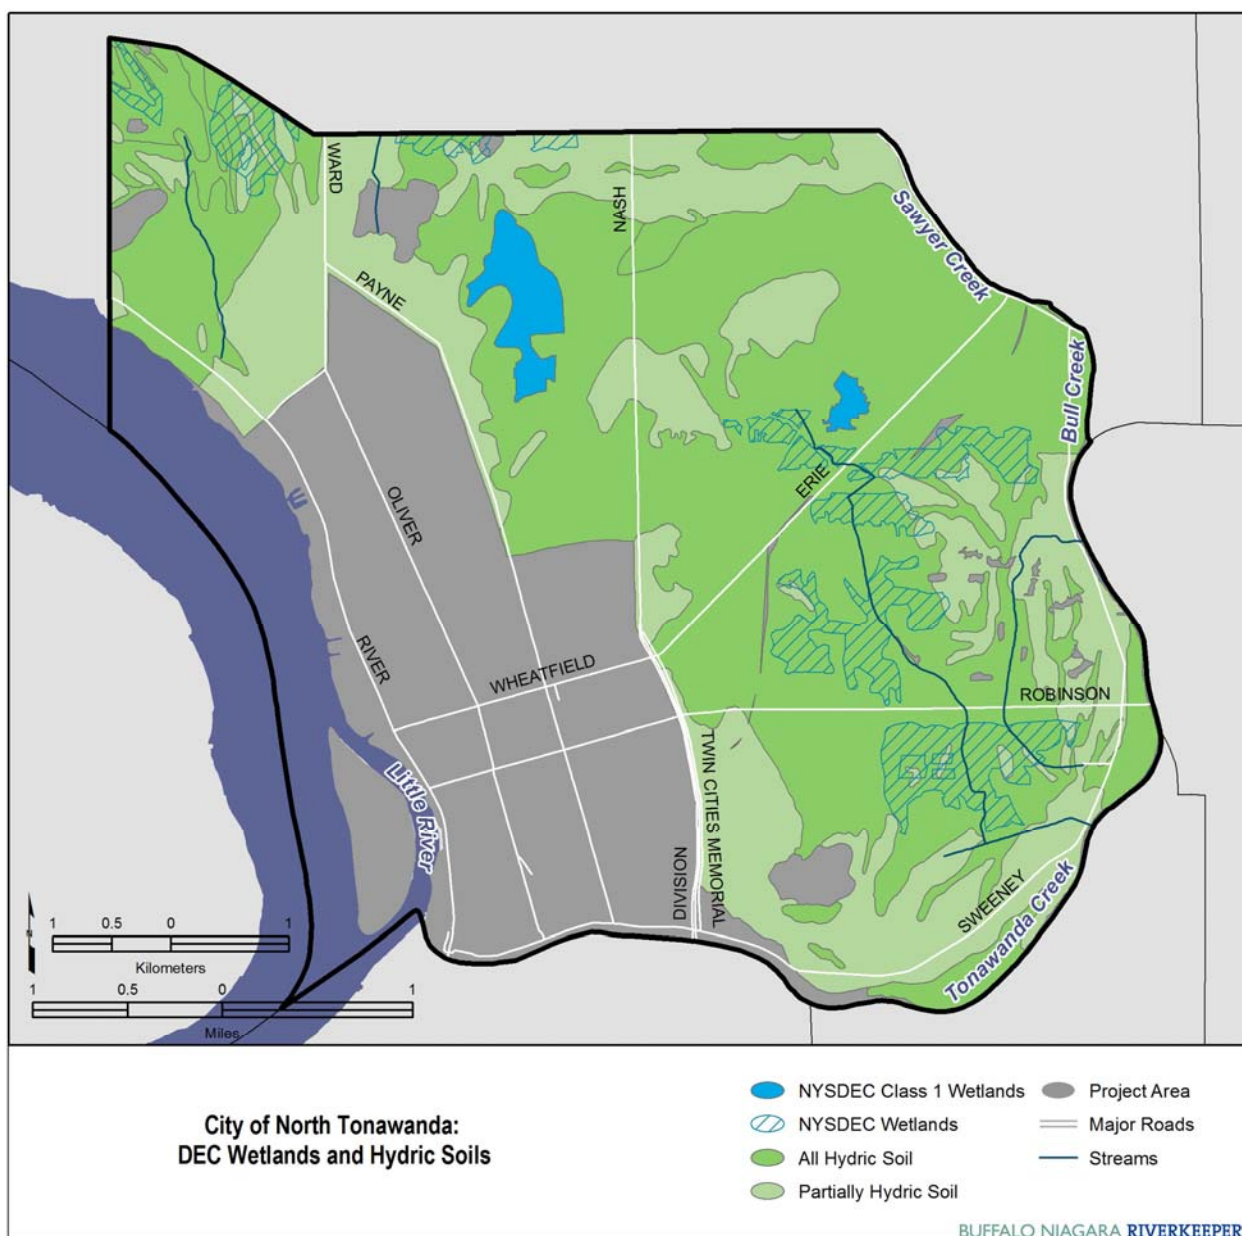 WARD
NASH
Sawyer Creek
PAYNE
Bull Creek
ERIE
OLIVER
RIVER
WHEATFIELD
ROBINSON
TWIN CITIES MEMORIAL
Little River
DIVISION
SWEENEY
Tonawanda Creek
N
1 0.5 0 1
Kilometers
1 0.5 0 1
Miles
City of North Tonawanda:
DEC Wetlands and Hydric Soils
NYSDEC Class 1 Wetlands
NYSDEC Wetlands
All Hydric Soil
Partially Hydric Soil
Project Area
Major Roads
Streams
BUFFALO NIAGARA RIVERKEEPER